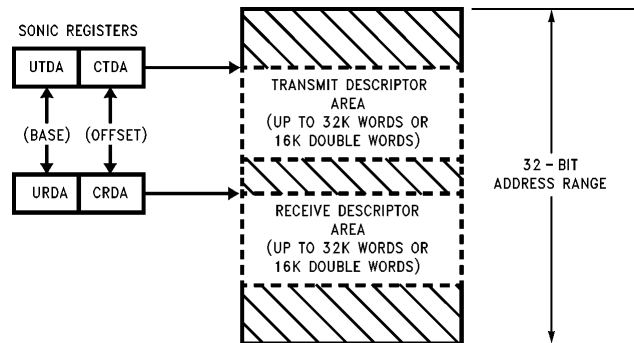 SONIC REGISTERS
UTDA CTDA
TRANSMIT DESCRIPTOR
AREA
(UP TO 32K WORDS OR
16K DOUBLE WORDS)
(BASE) (OFFSET)
32-BIT
ADDRESS RANGE
URDA CRDA
RECEIVE DESCRIPTOR
AREA
(UP TO 32K WORDS OR
16K DOUBLE WORDS)